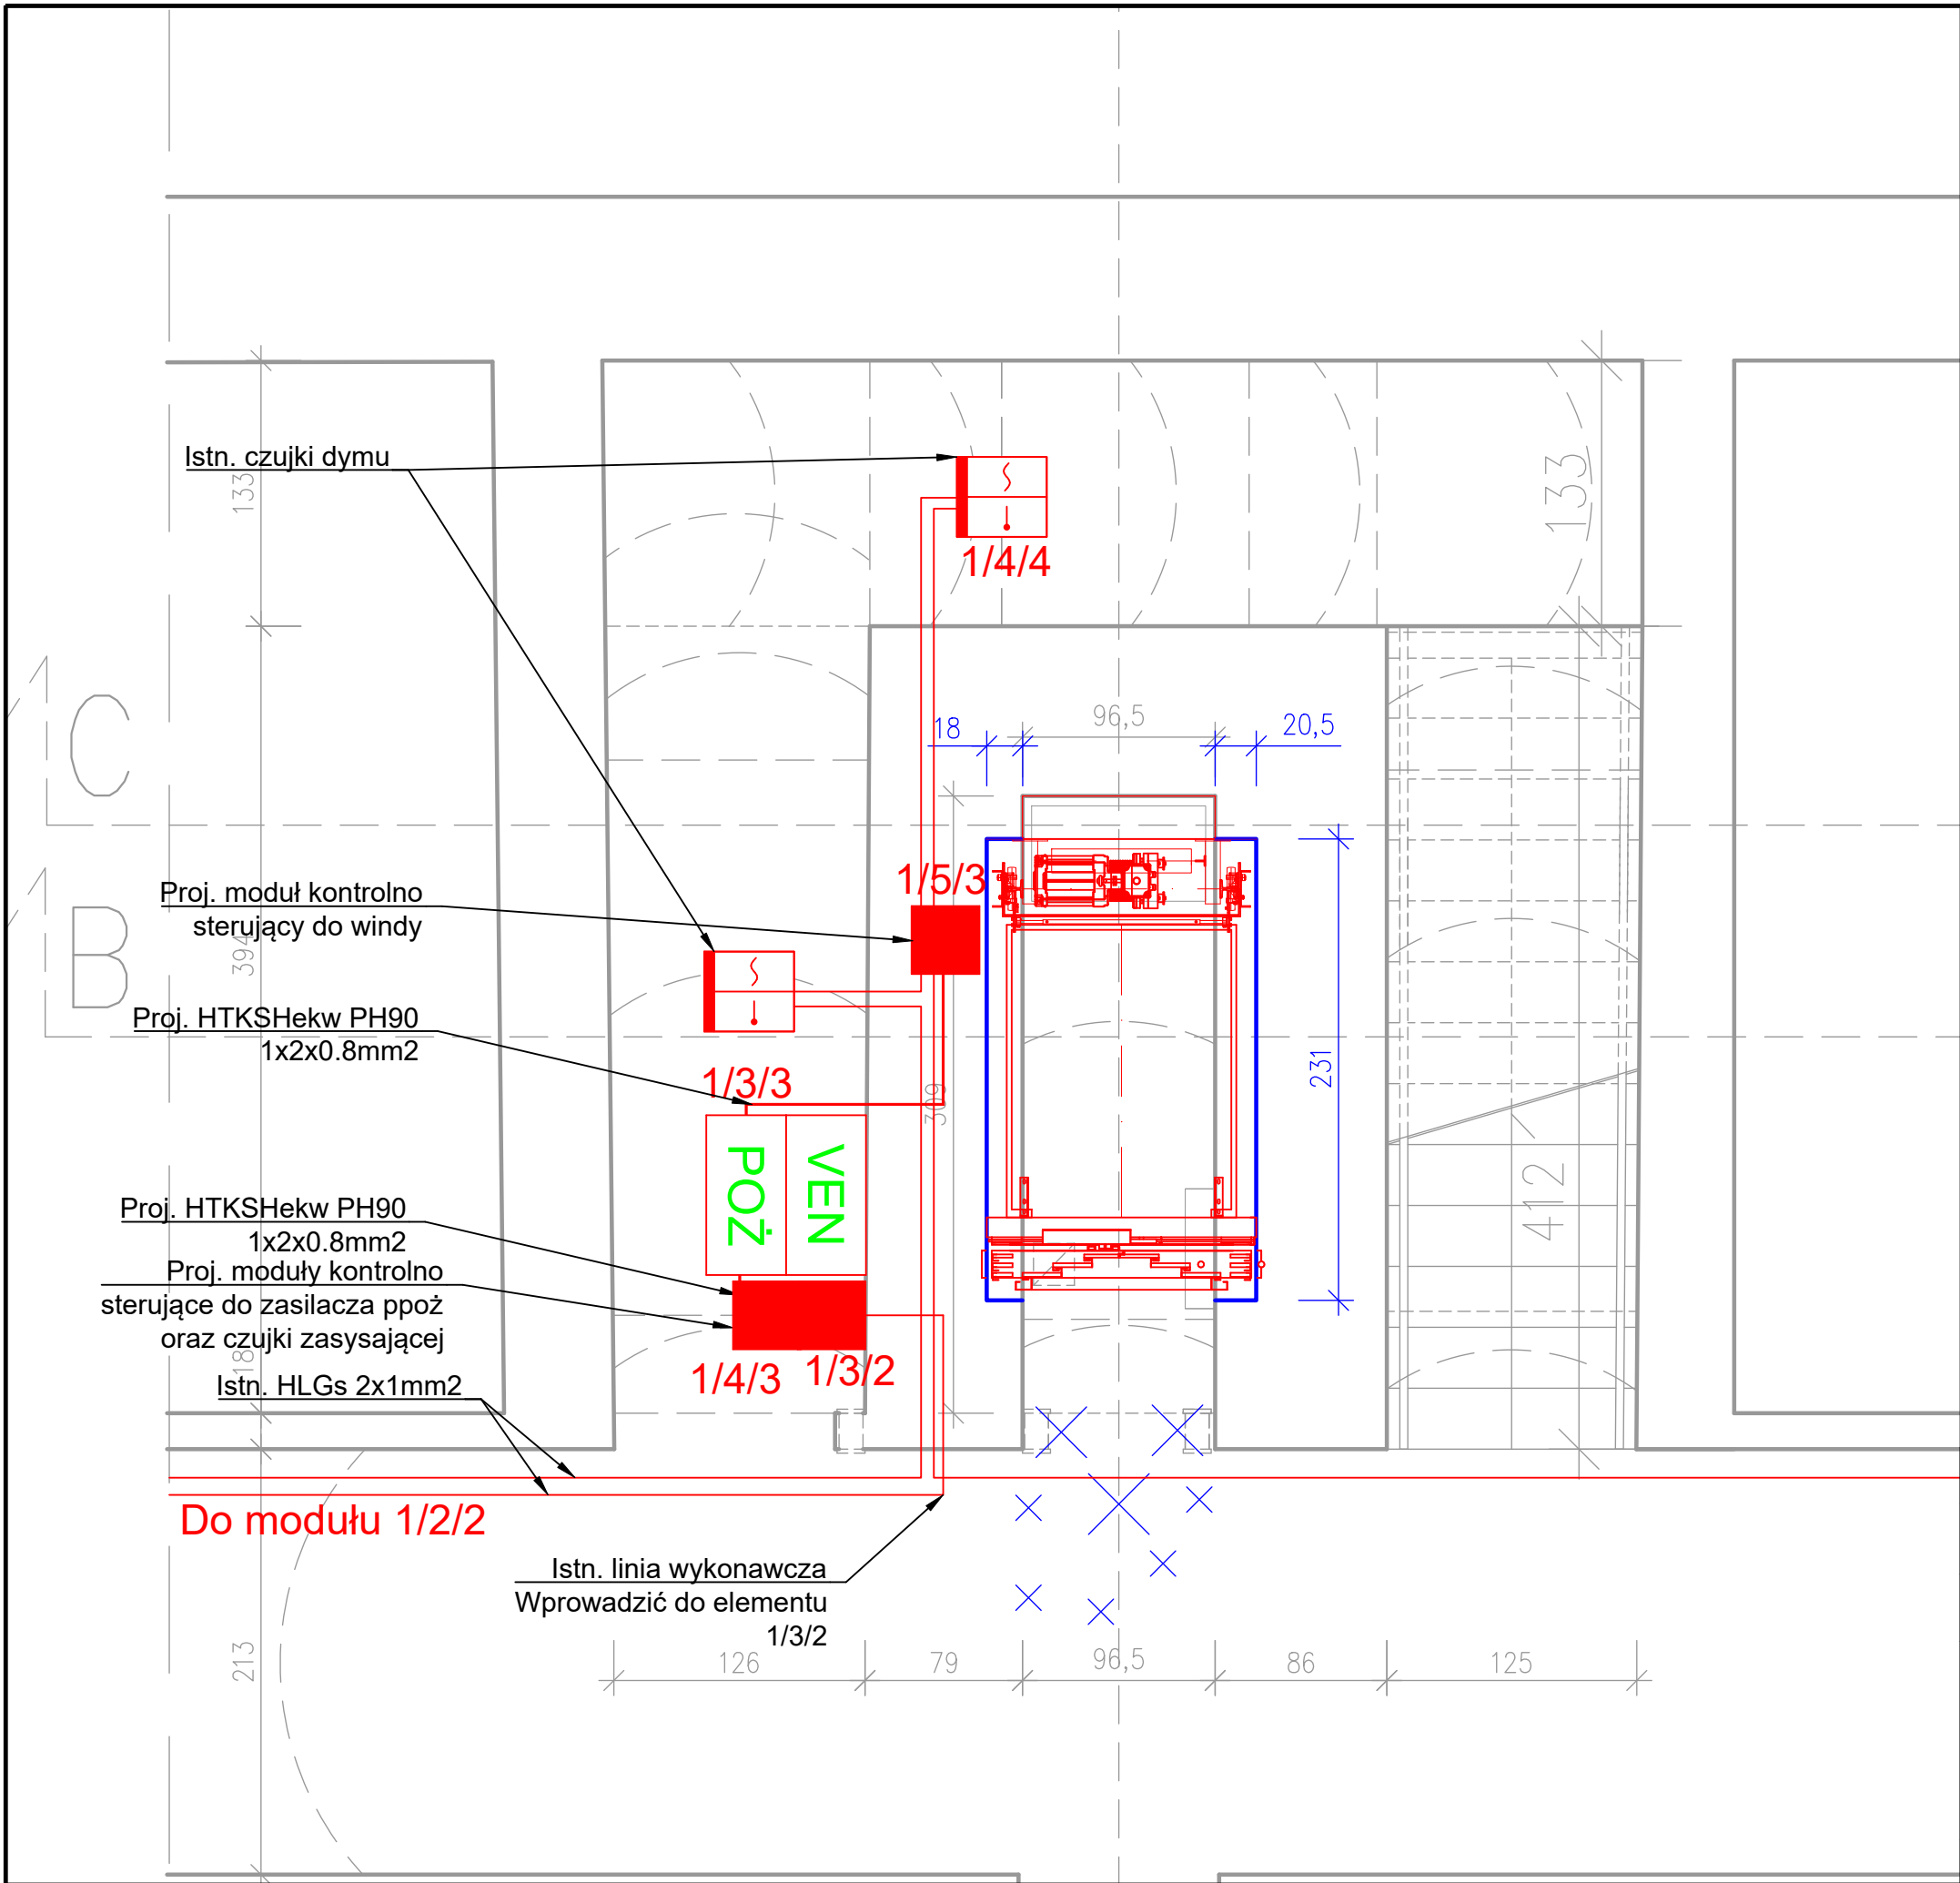 Istn. czujki dymu
133
1/4/4
133
C
18
96,5
20,5
1/5/3
Proj. moduł kontrolno
sterujący do windy
B
394
Proj. HTKSHekw PH90
1x2x0.8mm2
1/3/3
309
231
POŻ
VEN
412
Proj. HTKSHekw PH90
1x2x0.8mm2
Proj. moduły kontrolno
sterujące do zasilacza ppoż
oraz czujki zasysającej
18
1/4/3
1/3/2
Istn. HLGs 2x1mm2
Do modułu 1/2/2
Istn. linia wykonawcza
Wprowadzić do elementu
1/3/2
213
126
79
96,5
86
125